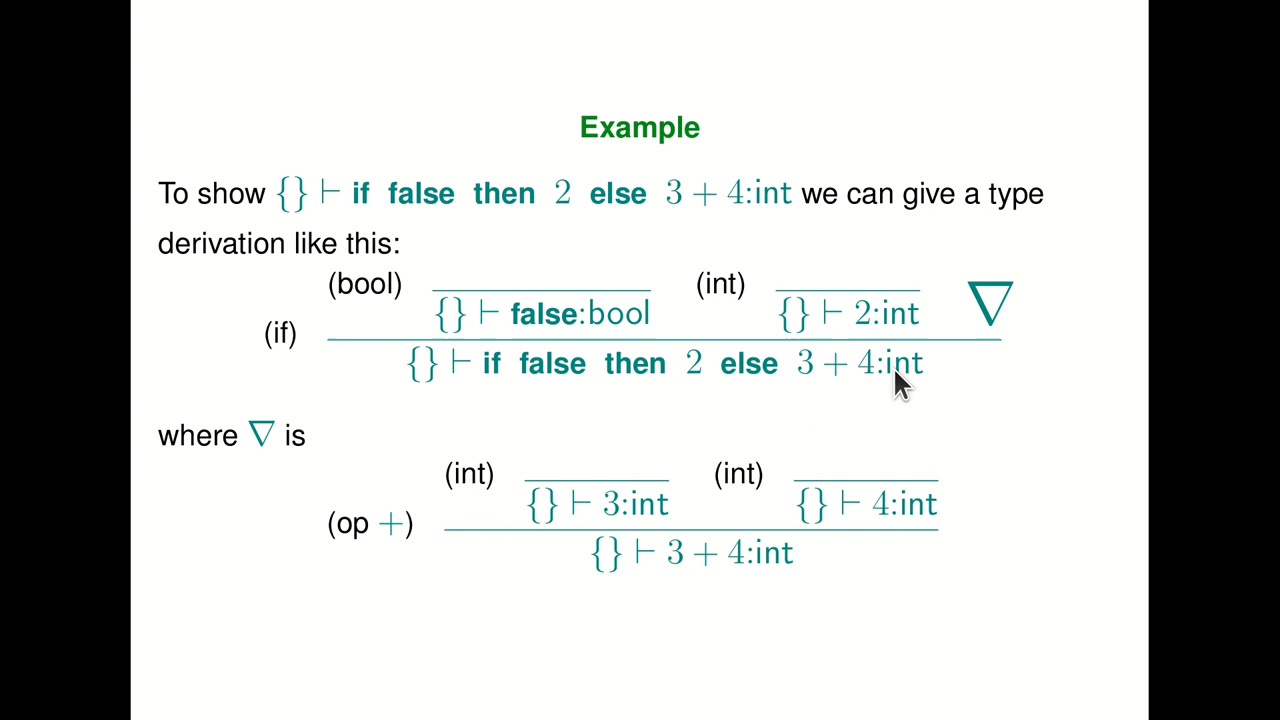 Example
To show {} ⊢ if false then 2 else 3 + 4:int we can give a type
derivation like this:
(bool) (int)
{} ⊢ false:bool {} ⊢ 2:int ∇
(if)
{} ⊢ if false then 2 else 3 + 4:int
where ∇ is
(int) (int)
{} ⊢ 3:int {} ⊢ 4:int
(op +)
{} ⊢ 3 + 4:int